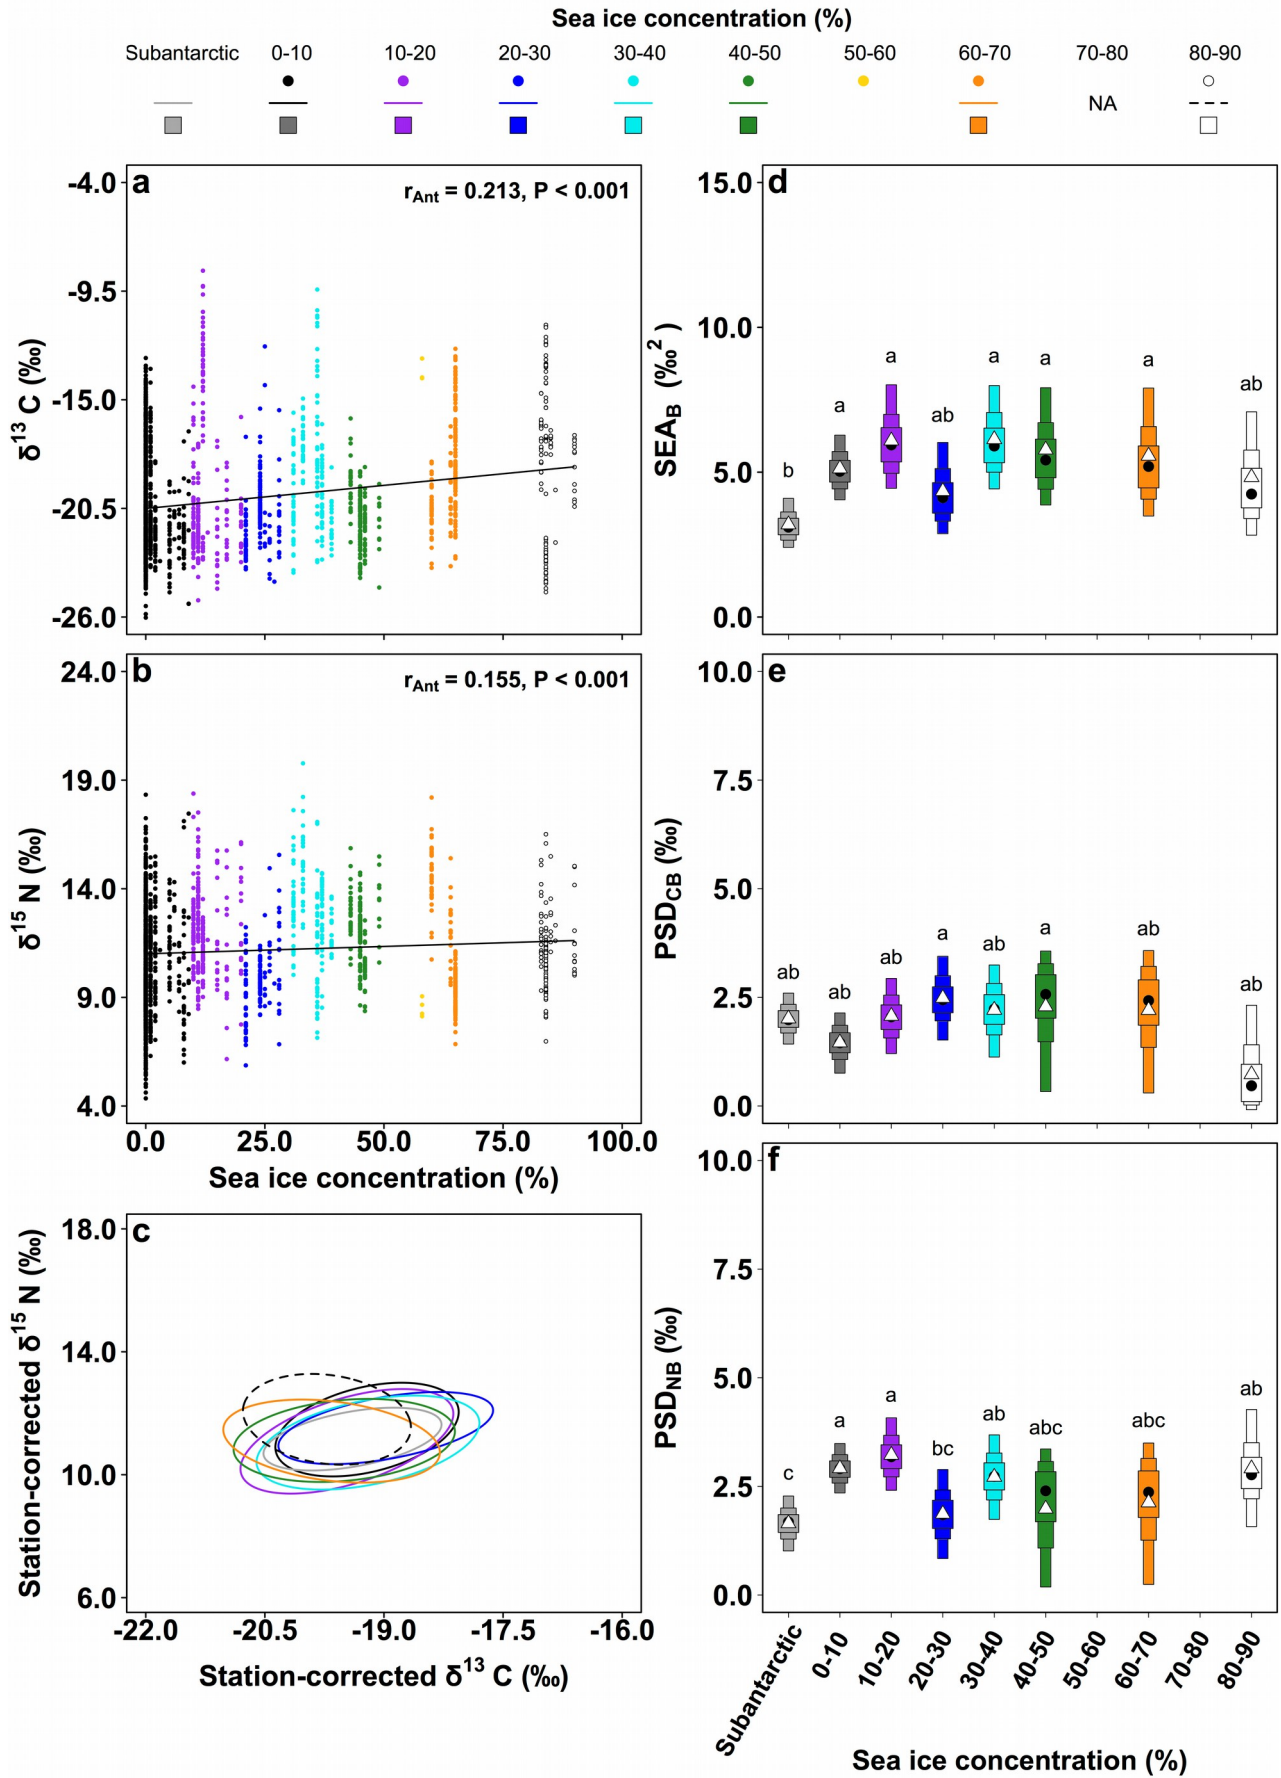 Sea ice concentration (%)
Subantarctic 0-10 10-20 20-30 30-40 40-50 50-60 60-70 70-80 80-90
NA
a
r_Ant = 0.213, P < 0.001
-4.0
-9.5
-15.0
-20.5
-26.0
δ¹³ C (‰)
b
r_Ant = 0.155, P < 0.001
24.0
19.0
14.0
9.0
4.0
δ¹⁵ N (‰)
0.0 25.0 50.0 75.0 100.0
Sea ice concentration (%)
c
18.0
14.0
10.0
6.0
Station-corrected δ¹⁵ N (‰)
-22.0 -20.5 -19.0 -17.5 -16.0
Station-corrected δ¹³ C (‰)
d
15.0
10.0
5.0
0.0
SEA_B (‰²)
b a a ab a a a ab
e
10.0
7.5
5.0
2.5
0.0
PSD_CB (‰)
ab ab ab a ab a ab ab
f
10.0
7.5
5.0
2.5
0.0
PSD_NB (‰)
c a a bc ab abc abc ab
Subantarctic 0-10 10-20 20-30 30-40 40-50 50-60 60-70 70-80 80-90
Sea ice concentration (%)